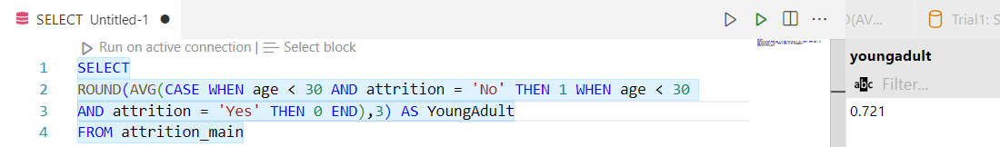 SELECT Untitled-1 ●
)(AV...
Trial1: S
Run on active connection | Select block
1 SELECT
2 ROUND(AVG(CASE WHEN age < 30 AND attrition = 'No' THEN 1 WHEN age < 30
3 AND attrition = 'Yes' THEN 0 END),3) AS YoungAdult
4 FROM attrition_main
youngadult
abc Filter...
0.721